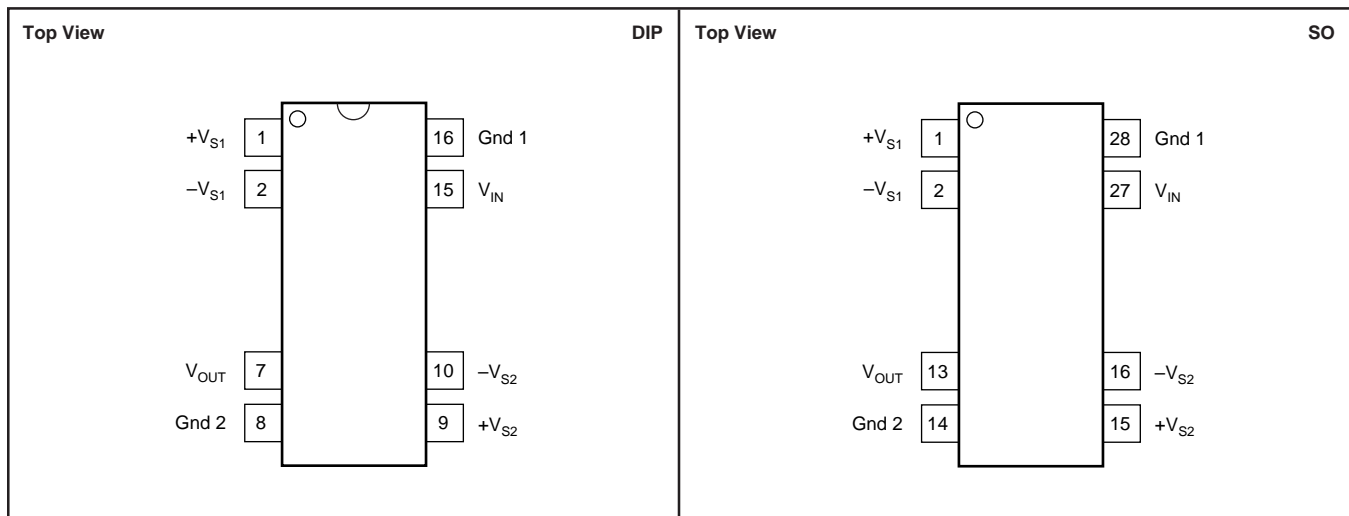 Top View DIP
+VS1 1 16 Gnd 1
–VS1 2 15 VIN
VOUT 7 10 –VS2
Gnd 2 8 9 +VS2
Top View SO
+VS1 1 28 Gnd 1
–VS1 2 27 VIN
VOUT 13 16 –VS2
Gnd 2 14 15 +VS2